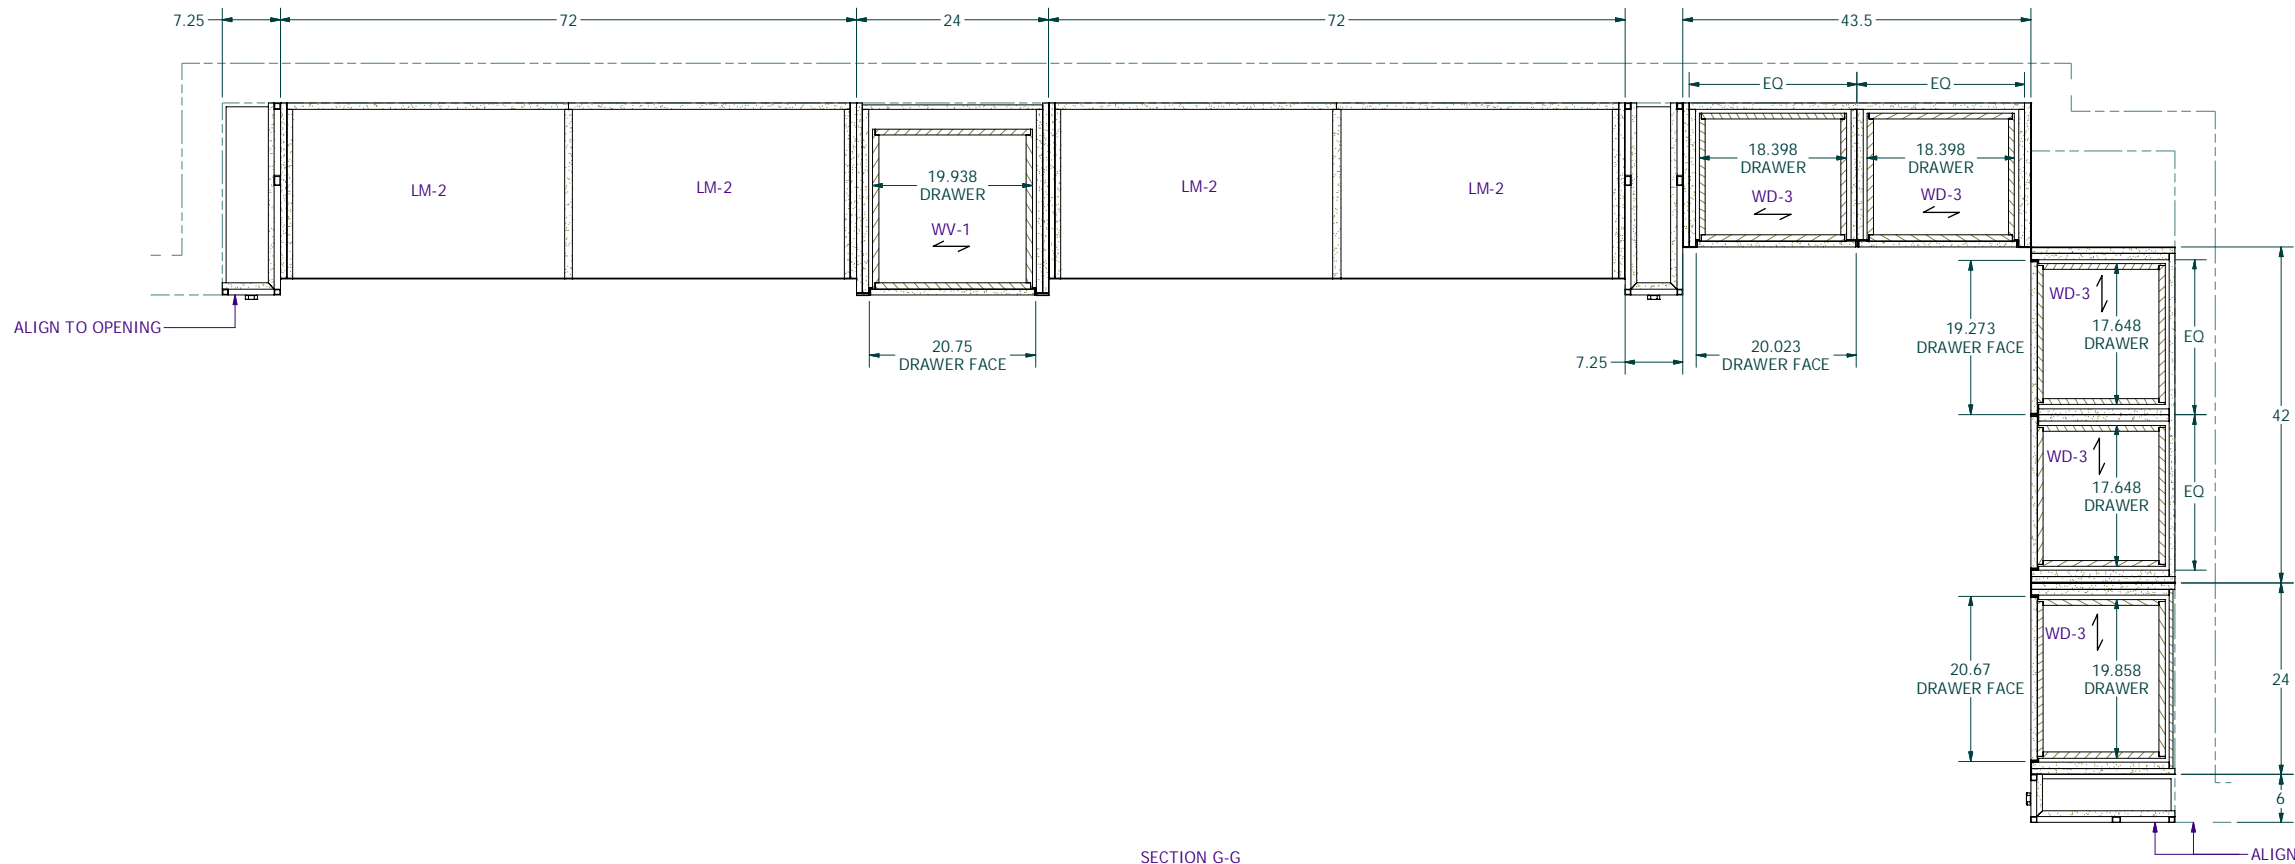 7.25
72
24
72
43.5
EQ
EQ
LM-2
LM-2
19.938
DRAWER
WV-1
LM-2
LM-2
18.398
DRAWER
WD-3
18.398
DRAWER
WD-3
ALIGN TO OPENING
20.75
DRAWER FACE
7.25
20.023
DRAWER FACE
19.273
DRAWER FACE
WD-3
17.648
DRAWER
EQ
42
WD-3
17.648
DRAWER
EQ
WD-3
20.67
DRAWER FACE
19.858
DRAWER
24
6
SECTION G-G
ALIGN